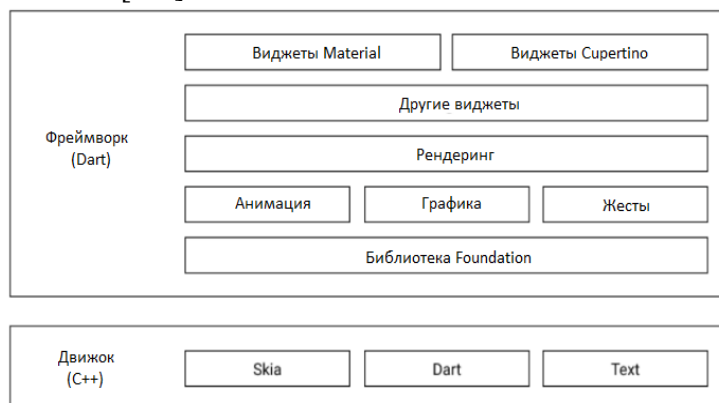 Виджеты Material
Виджеты Cupertino
Другие виджеты
Фреймворк
(Dart)
Рендеринг
Анимация
Графика
Жесты
Библиотека Foundation
Движок
(C++)
Skia
Dart
Text